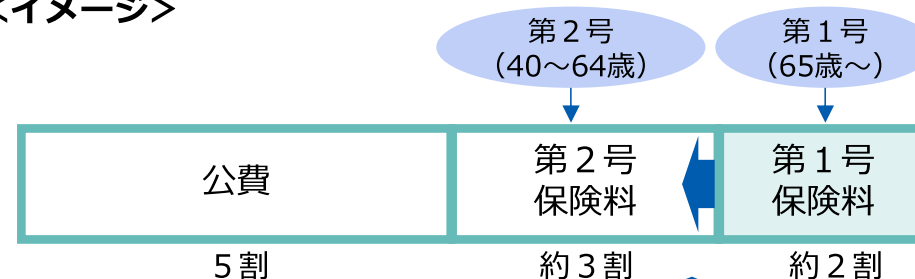 <イメージ>
第２号
（40～64歳）
第１号
（65歳～）
公費
第２号
保険料
第１号
保険料
５割
約３割
約２割